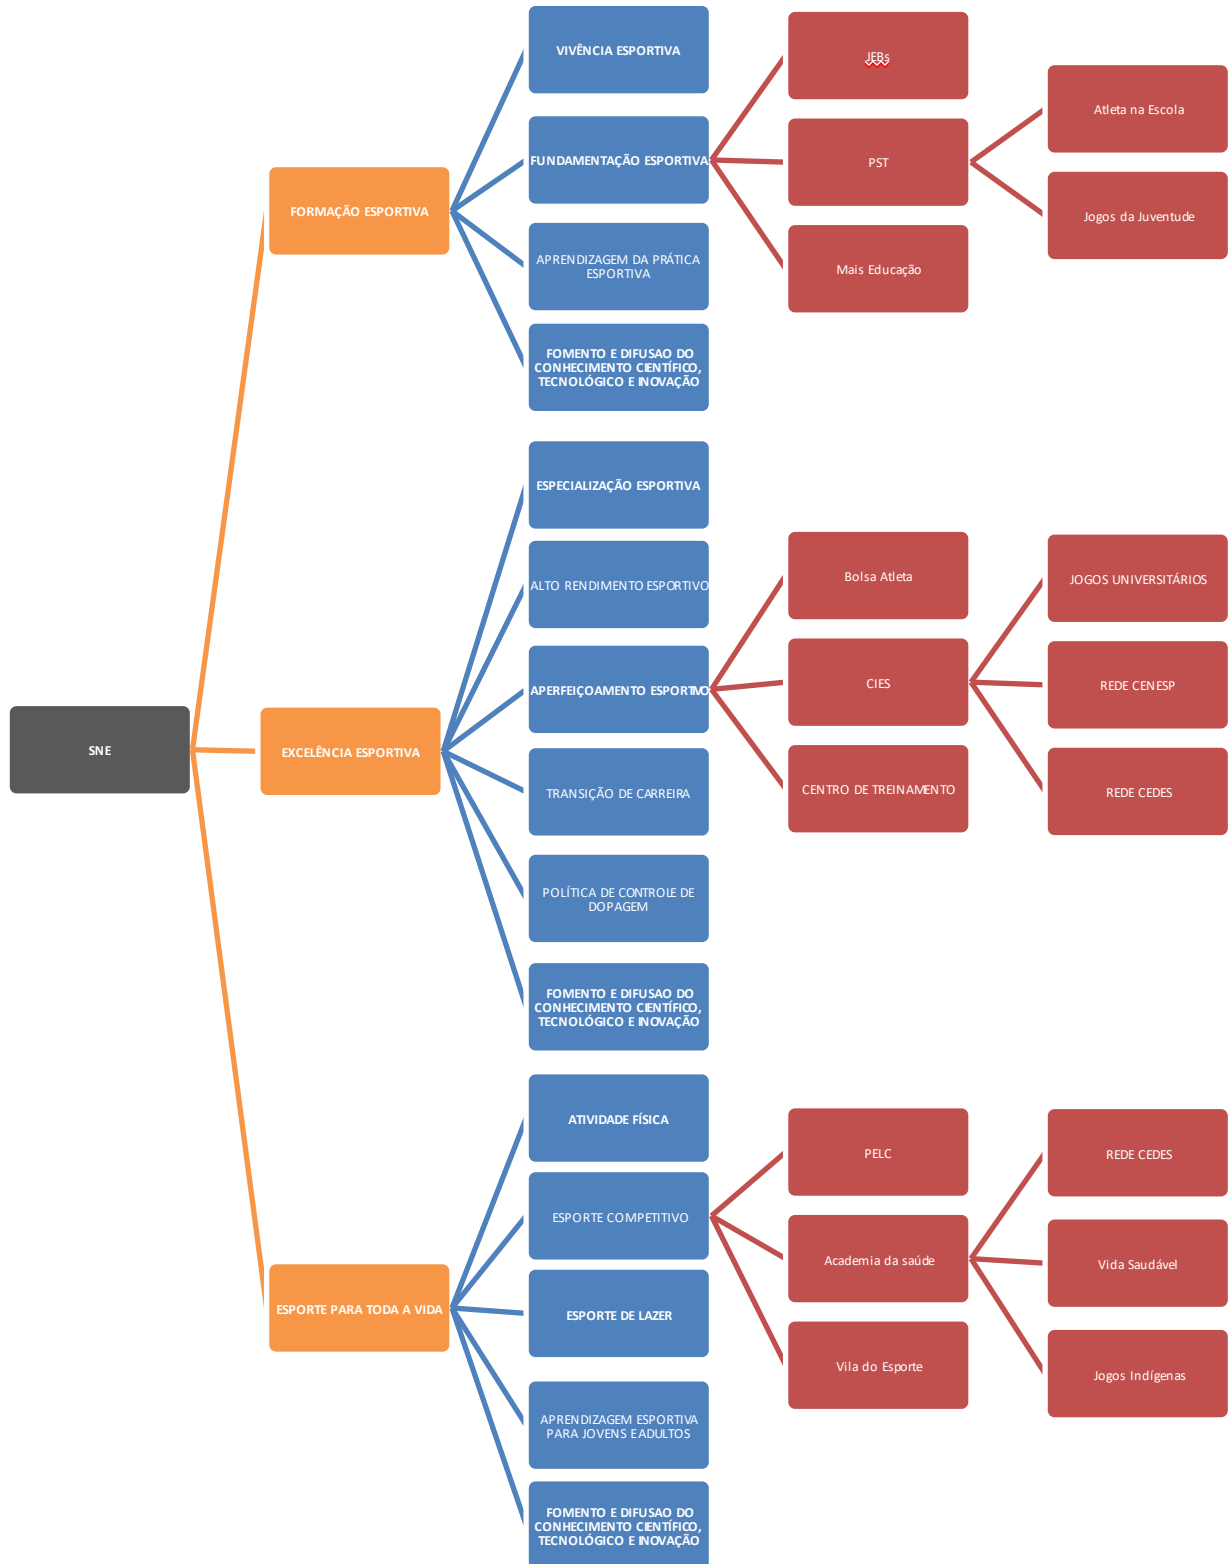 SNE
FORMAÇÃO ESPORTIVA
VIVÊNCIA ESPORTIVA
FUNDAMENTAÇÃO ESPORTIVA
JEBs
PST
Atleta na Escola
Jogos da Juventude
Mais Educação
APRENDIZAGEM DA PRÁTICA
ESPORTIVA
FOMENTO E DIFUSAO DO
CONHECIMENTO CIENTÍFICO,
TECNOLÓGICO E INOVAÇÃO
EXCELÊNCIA ESPORTIVA
ESPECIALIZAÇÃO ESPORTIVA
ALTO RENDIMENTO ESPORTIVO
APERFEIÇOAMENTO ESPORTIVO
Bolsa Atleta
CIES
JOGOS UNIVERSITÁRIOS
REDE CENESP
REDE CEDES
CENTRO DE TREINAMENTO
TRANSIÇÃO DE CARREIRA
POLÍTICA DE CONTROLE DE
DOPAGEM
FOMENTO E DIFUSAO DO
CONHECIMENTO CIENTÍFICO,
TECNOLÓGICO E INOVAÇÃO
ESPORTE PARA TODA A VIDA
ATIVIDADE FÍSICA
ESPORTE COMPETITIVO
PELC
Academia da saúde
REDE CEDES
Vida Saudável
Jogos Indígenas
Vila do Esporte
ESPORTE DE LAZER
APRENDIZAGEM ESPORTIVA
PARA JOVENS E ADULTOS
FOMENTO E DIFUSAO DO
CONHECIMENTO CIENTÍFICO,
TECNOLÓGICO E INOVAÇÃO